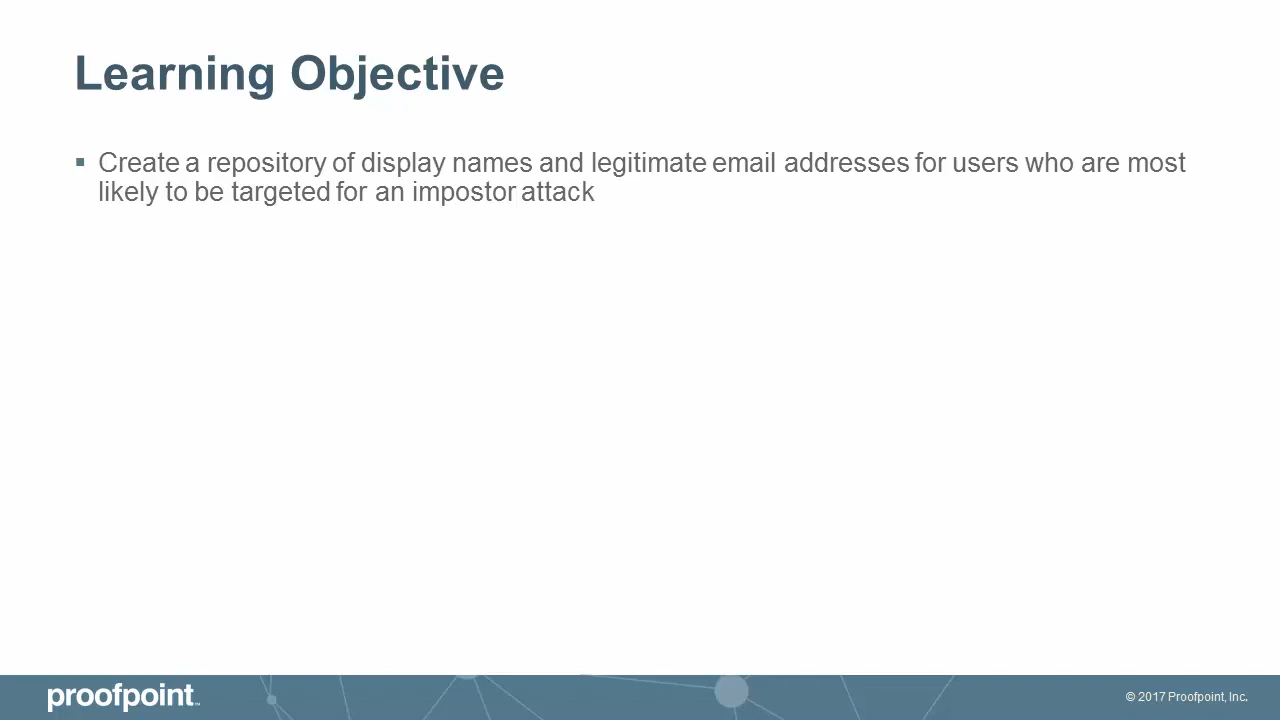 Learning Objective
▪ Create a repository of display names and legitimate email addresses for users who are most
likely to be targeted for an impostor attack
proofpoint™
© 2017 Proofpoint, Inc.